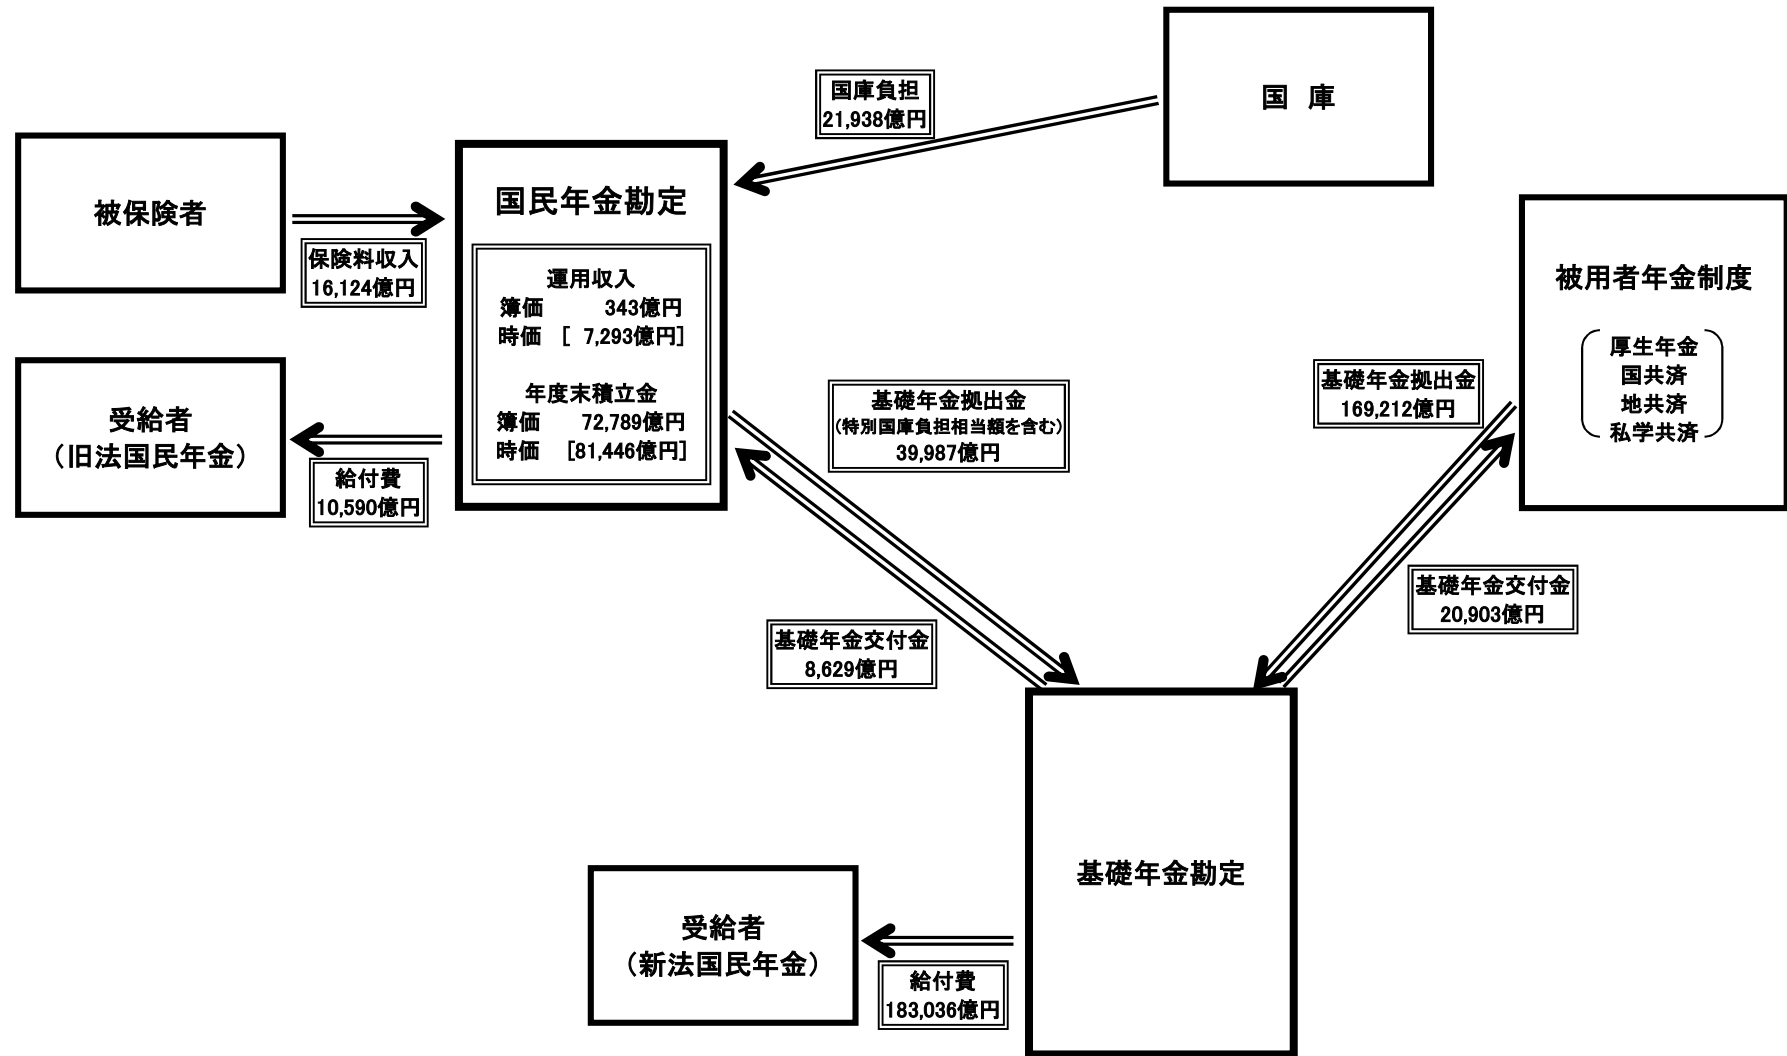 国 庫
国庫負担
21,938億円
被保険者
保険料収入
16,124億円
国民年金勘定
運用収入
簿価 343億円
時価 [ 7,293億円]
年度末積立金
簿価 72,789億円
時価 [81,446億円]
受給者
(旧法国民年金)
給付費
10,590億円
基礎年金拠出金
(特別国庫負担相当額を含む)
39,987億円
基礎年金交付金
8,629億円
被用者年金制度
厚生年金
国共済
地共済
私学共済
基礎年金拠出金
169,212億円
基礎年金交付金
20,903億円
基礎年金勘定
受給者
(新法国民年金)
給付費
183,036億円